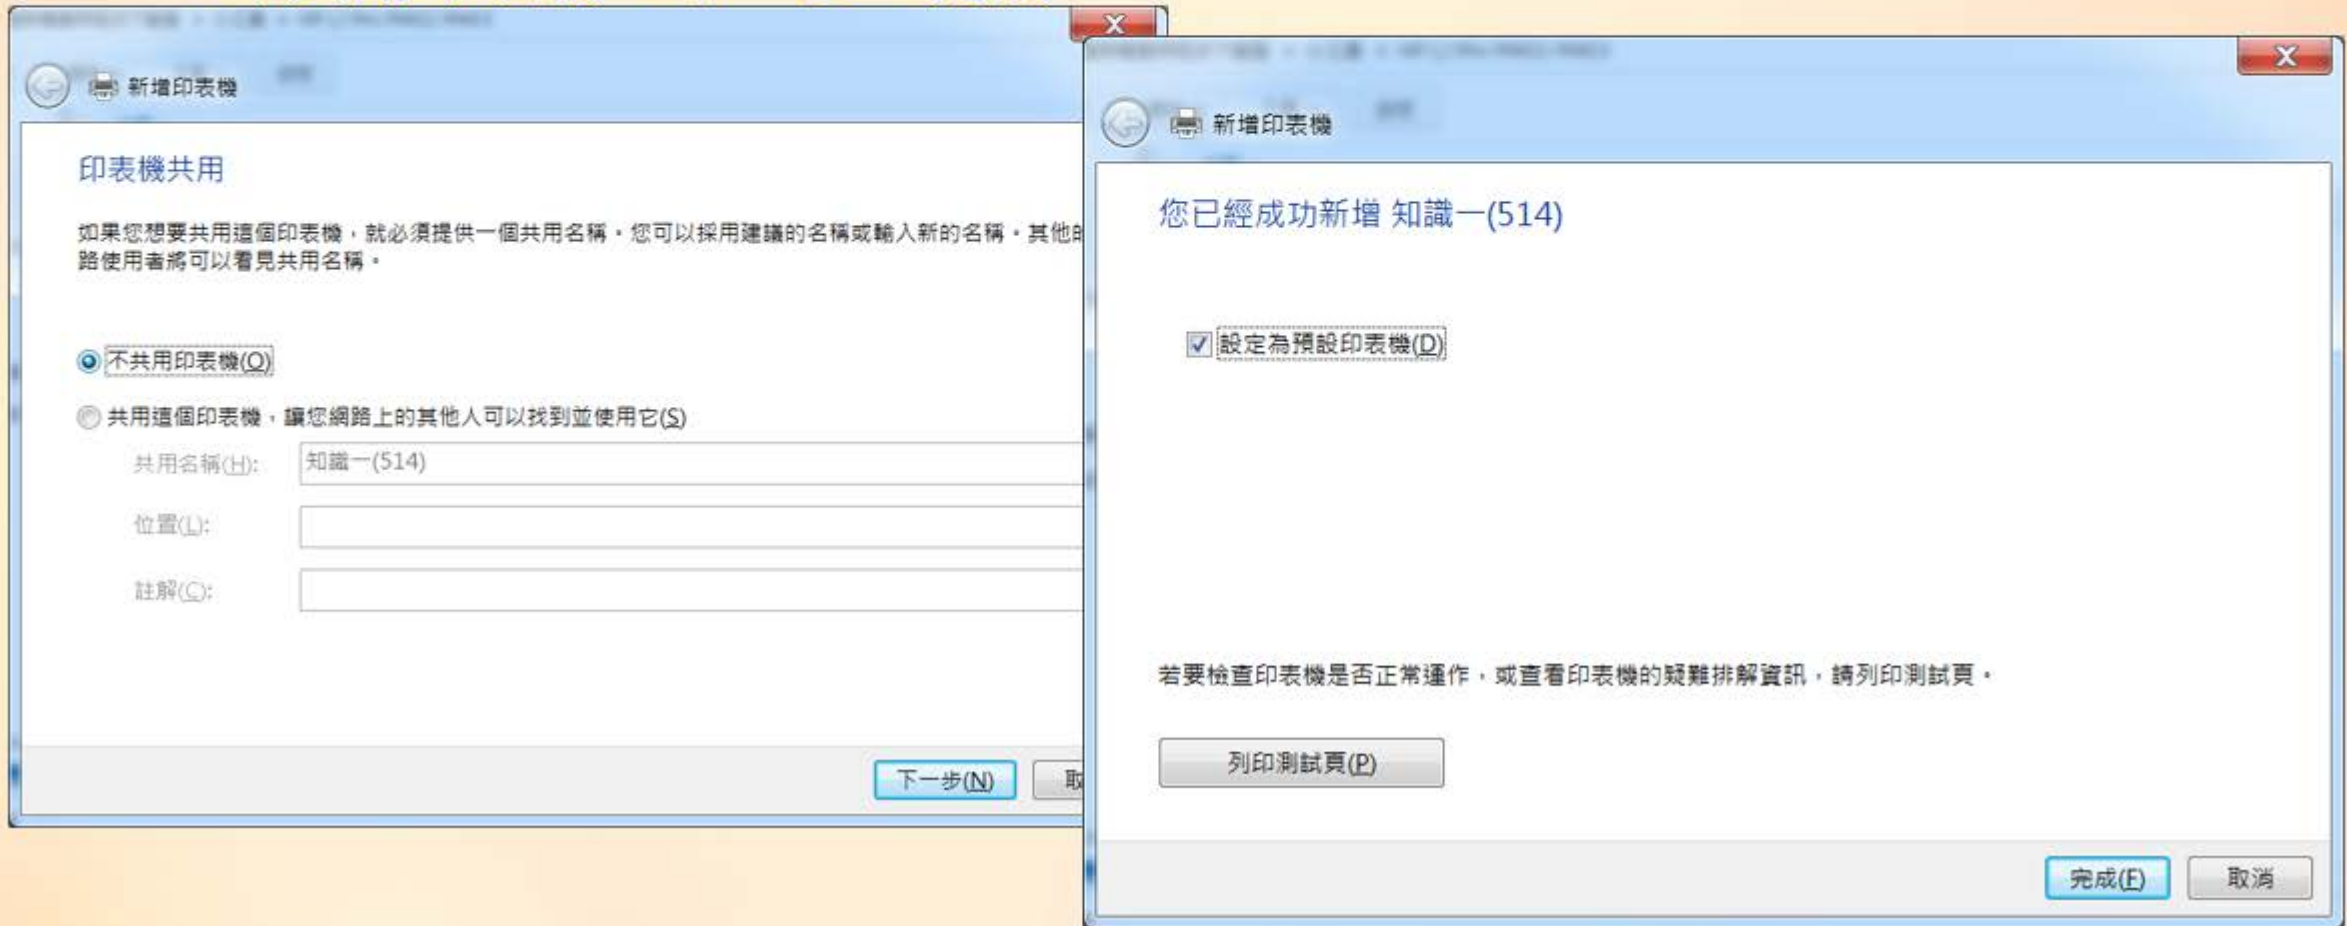 新增印表機
印表機共用
如果您想要共用這個印表機，就必須提供一個共用名稱。您可以採用建議的名稱或輸入新的名稱。其他的
路使用者將可以看見共用名稱。
不共用印表機(O)
共用這個印表機，讓您網路上的其他人可以找到並使用它(S)
共用名稱(H): 知識一(514)
位置(L):
註解(C):
下一步(N)
新增印表機
您已經成功新增 知識一(514)
設定為預設印表機(D)
若要檢查印表機是否正常運作，或查看印表機的疑難排解資訊，請列印測試頁。
列印測試頁(P)
完成(F) 取消